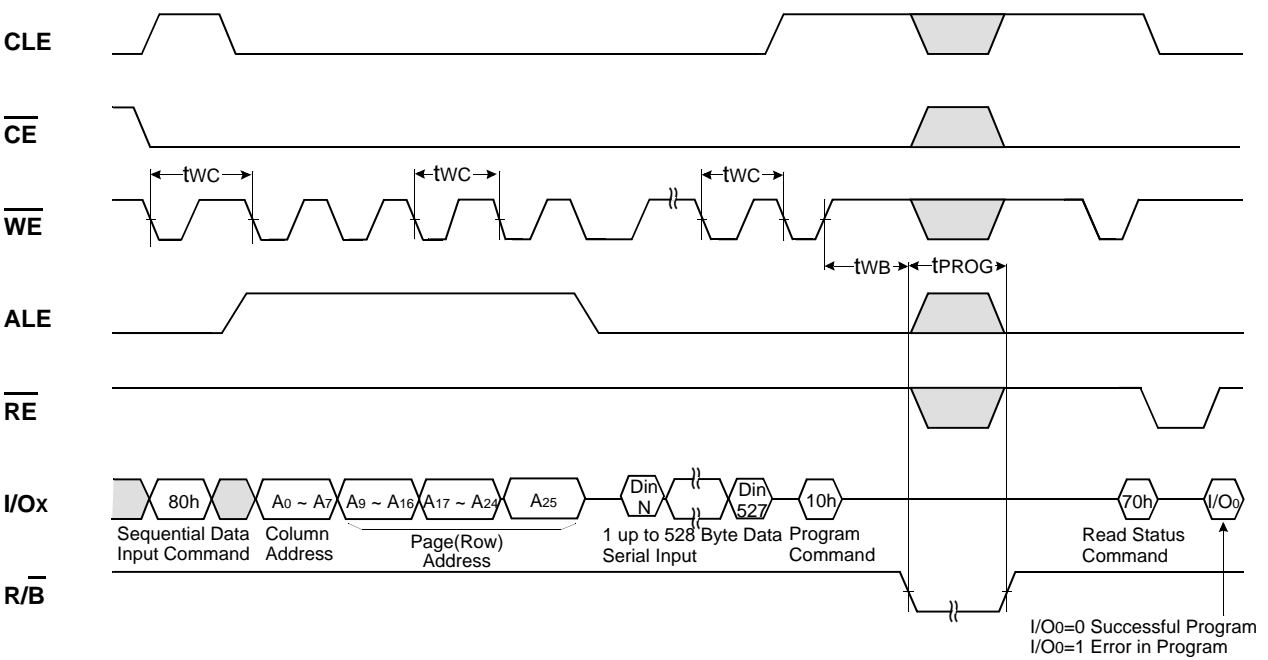 CLE
CE
tWC tWC tWC
WE
tWB tPROG
ALE
RE
I/Ox 80h A0 ~ A7 A9 ~ A16 A17 ~ A24 A25 Din N Din 527 10h 70h I/O0
Sequential Data Input Command
Column Address
Page(Row) Address
1 up to 528 Byte Data Serial Input
Program Command
Read Status Command
R/B
I/O0=0 Successful Program
I/O0=1 Error in Program